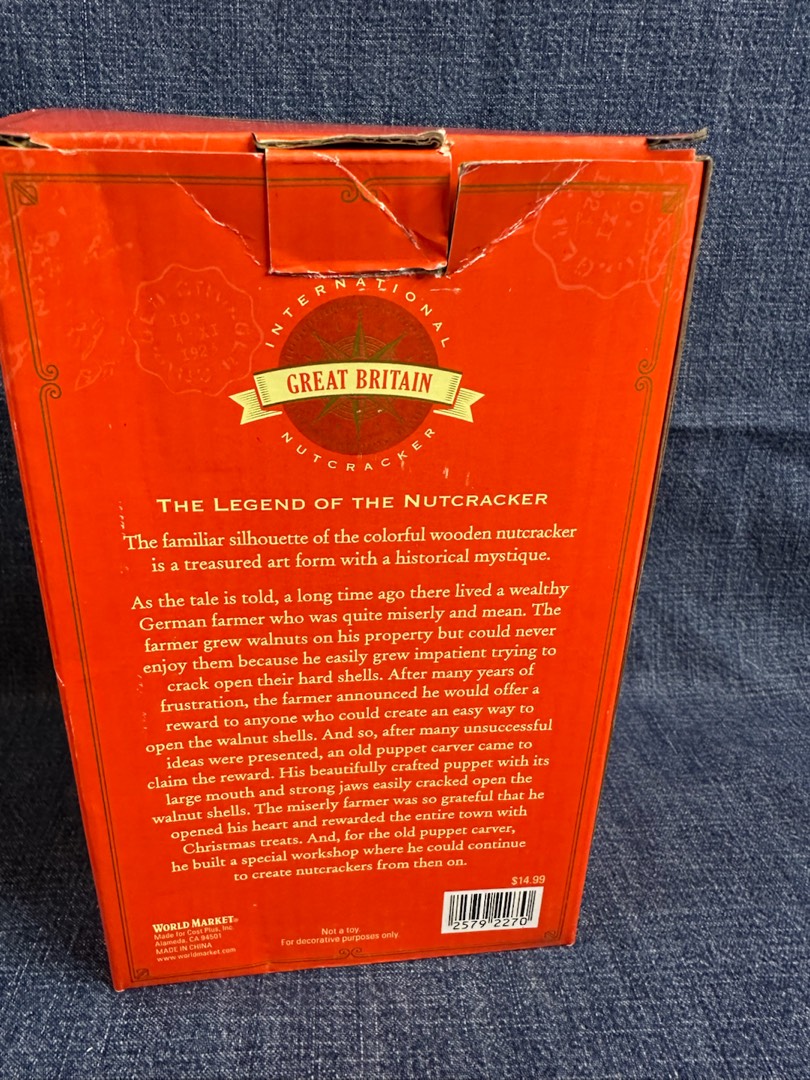 INTERNATIONAL
GREAT BRITAIN
NUTCRACKER
THE LEGEND OF THE NUTCRACKER
The familiar silhouette of the colorful wooden nutcracker
is a treasured art form with a historical mystique.
As the tale is told, a long time ago there lived a wealthy
German farmer who was quite miserly and mean. The
farmer grew walnuts on his property but could never
enjoy them because he easily grew impatient trying to
crack open their hard shells. After many years of
frustration, the farmer announced he would offer a
reward to anyone who could create an easy way to
open the walnut shells. And so, after many unsuccessful
ideas were presented, an old puppet carver came to
claim the reward. His beautifully crafted puppet with its
large mouth and strong jaws easily cracked open the
walnut shells. The miserly farmer was so grateful that he
opened his heart and rewarded the entire town with
Christmas treats. And, for the old puppet carver,
he built a special workshop where he could continue
to create nutcrackers from then on.
$14.99
2579 2270
WORLD MARKET®
Made for Cost Plus, Inc.
Alameda, CA 94501
MADE IN CHINA
www.worldmarket.com
Not a toy.
For decorative purposes only.